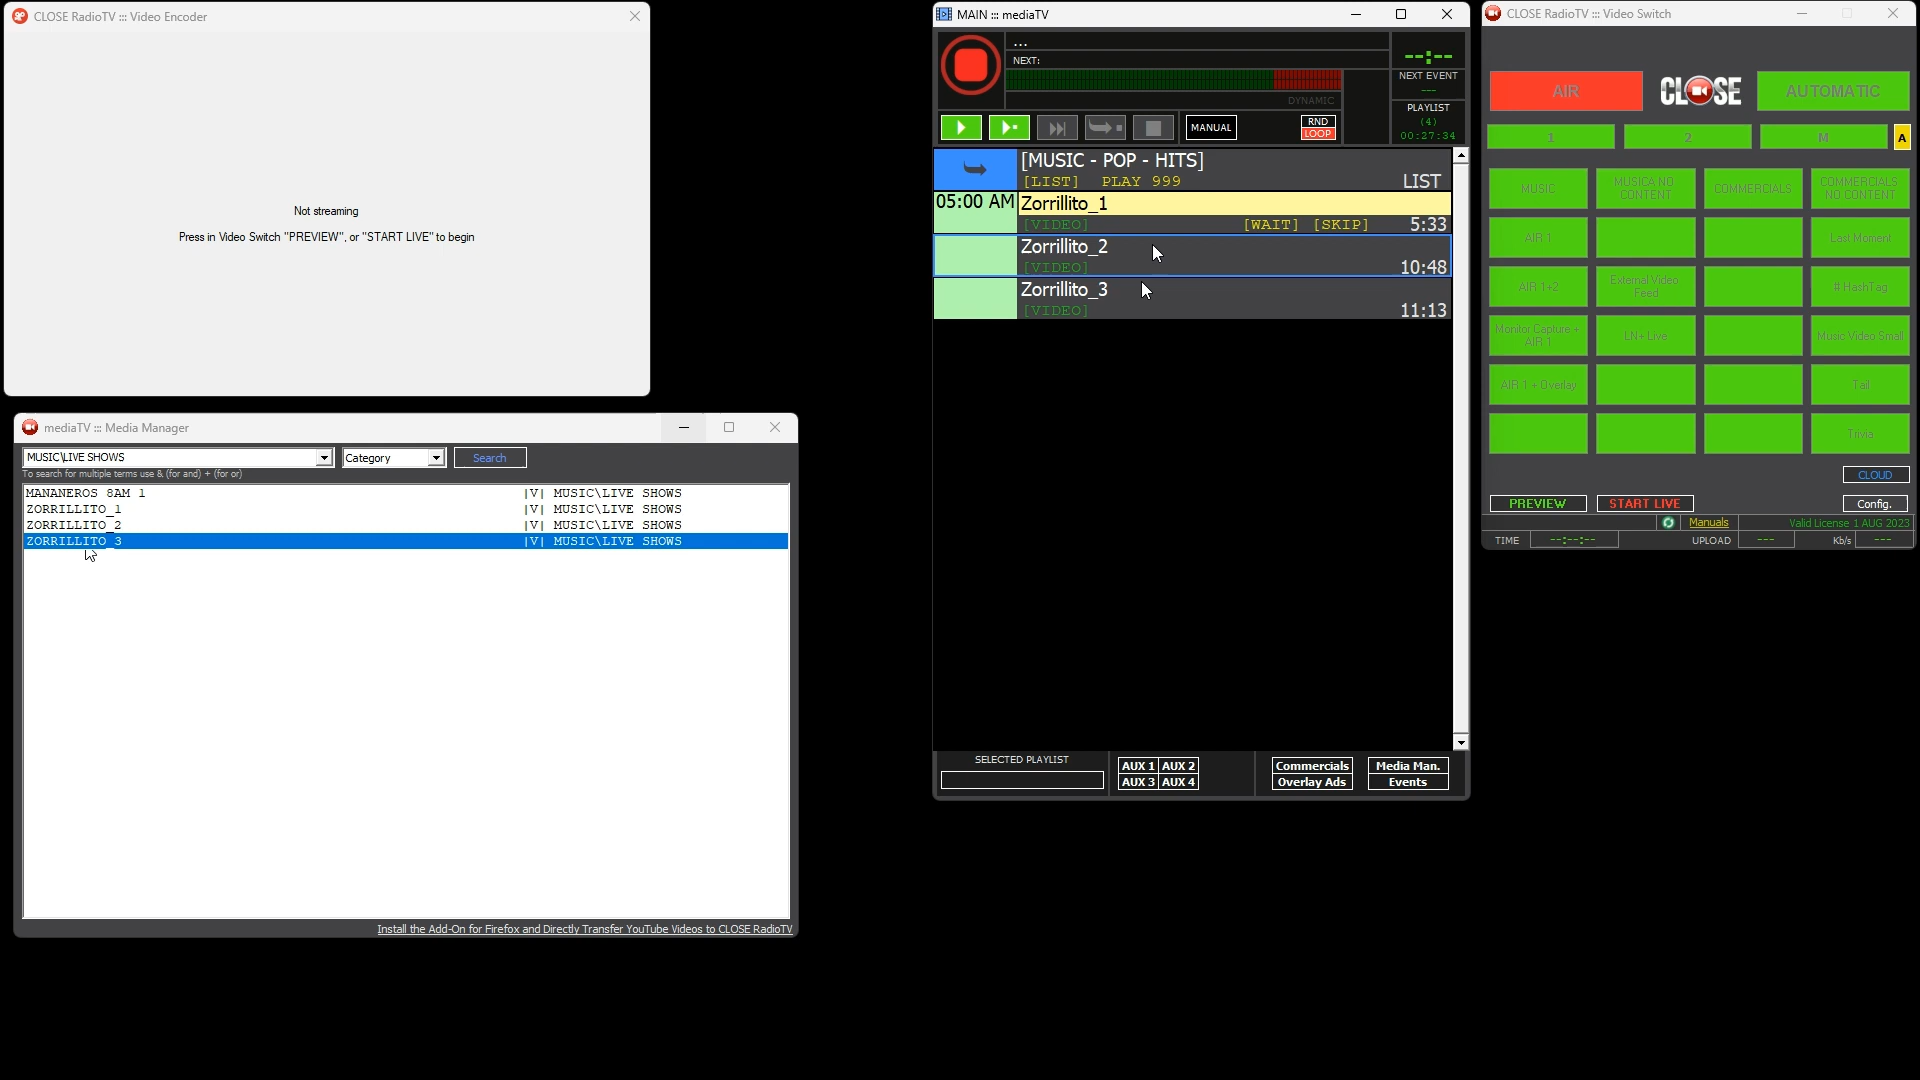 CLOSE RadioTV ::: Video Encoder
Not streaming
Press in Video Switch "PREVIEW", or "START LIVE" to begin
mediaTV ::: Media Manager
MUSIC\LIVE SHOWS
Category
Search
To search for multiple terms use & (for and) + (for or)
MANANEROS 8AM 1 |V| MUSIC\LIVE SHOWS
ZORRILLITO_1 |V| MUSIC\LIVE SHOWS
ZORRILLITO_2 |V| MUSIC\LIVE SHOWS
ZORRILLITO_3 |V| MUSIC\LIVE SHOWS
Install the Add-On for Firefox and Directly Transfer YouTube Videos to CLOSE RadioTV
MAIN ::: mediaTV
...
NEXT:
DYNAMIC
--:--
NEXT EVENT
---
PLAYLIST
(4)
00:27:34
MANUAL
RND
LOOP
[MUSIC - POP - HITS]
[LIST] PLAY 999 LIST
05:00 AM Zorrillito_1
[VIDEO] [WAIT] [SKIP] 5:33
Zorrillito_2
[VIDEO] 10:48
Zorrillito_3
[VIDEO] 11:13
SELECTED PLAYLIST
AUX 1 AUX 2
AUX 3 AUX 4
Commercials
Overlay Ads
Media Man.
Events
CLOSE RadioTV ::: Video Switch
AIR
CLOSE
AUTOMATIC
1 2 M A
MUSIC
MUSICA NO
CONTENT
COMMERCIALS
COMMERCIALS
NO CONTENT
AIR 1
Last Moment
AIR 1+2
External Video
Feed
# HashTag
Monitor Capture +
AIR 1
LN+ Live
Music Video Small
AIR 1 + Overlay
Tail
Trivia
CLOUD
PREVIEW
START LIVE
Config.
Manuals
Valid License 1 AUG 2023
TIME --:--:-- UPLOAD --- Kb/s ---